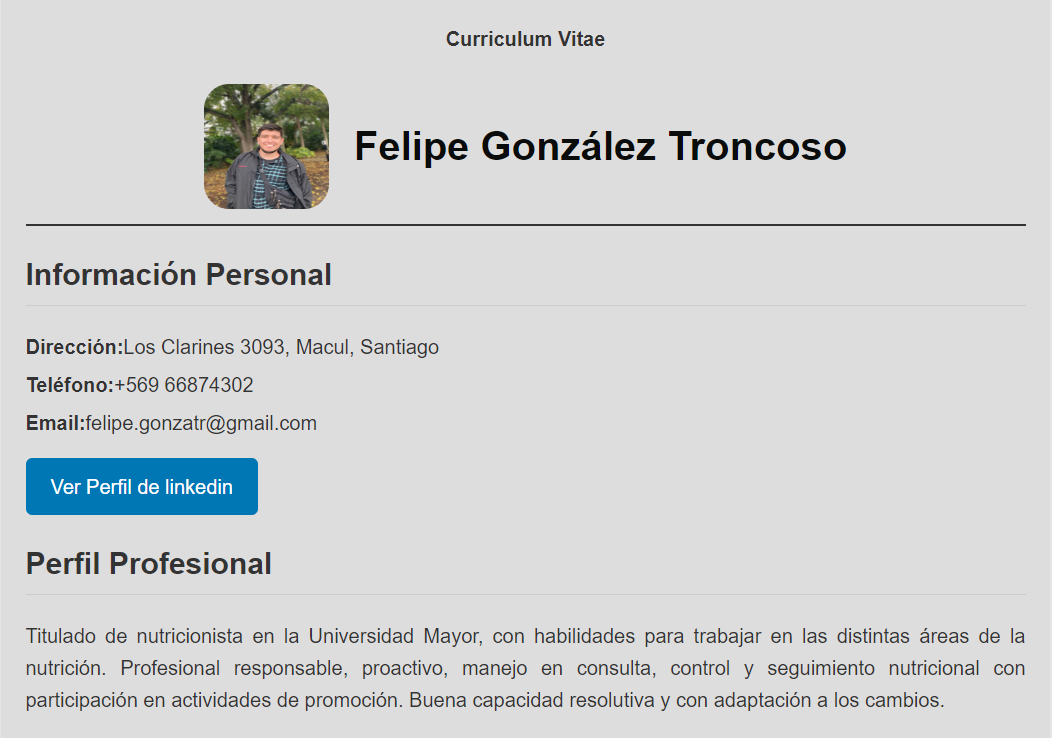 Curriculum Vitae
Felipe González Troncoso
Información Personal
Dirección:Los Clarines 3093, Macul, Santiago
Teléfono:+569 66874302
Email:felipe.gonzatr@gmail.com
Ver Perfil de linkedin
Perfil Profesional
Titulado de nutricionista en la Universidad Mayor, con habilidades para trabajar en las distintas áreas de la
nutrición. Profesional responsable, proactivo, manejo en consulta, control y seguimiento nutricional con
participación en actividades de promoción. Buena capacidad resolutiva y con adaptación a los cambios.